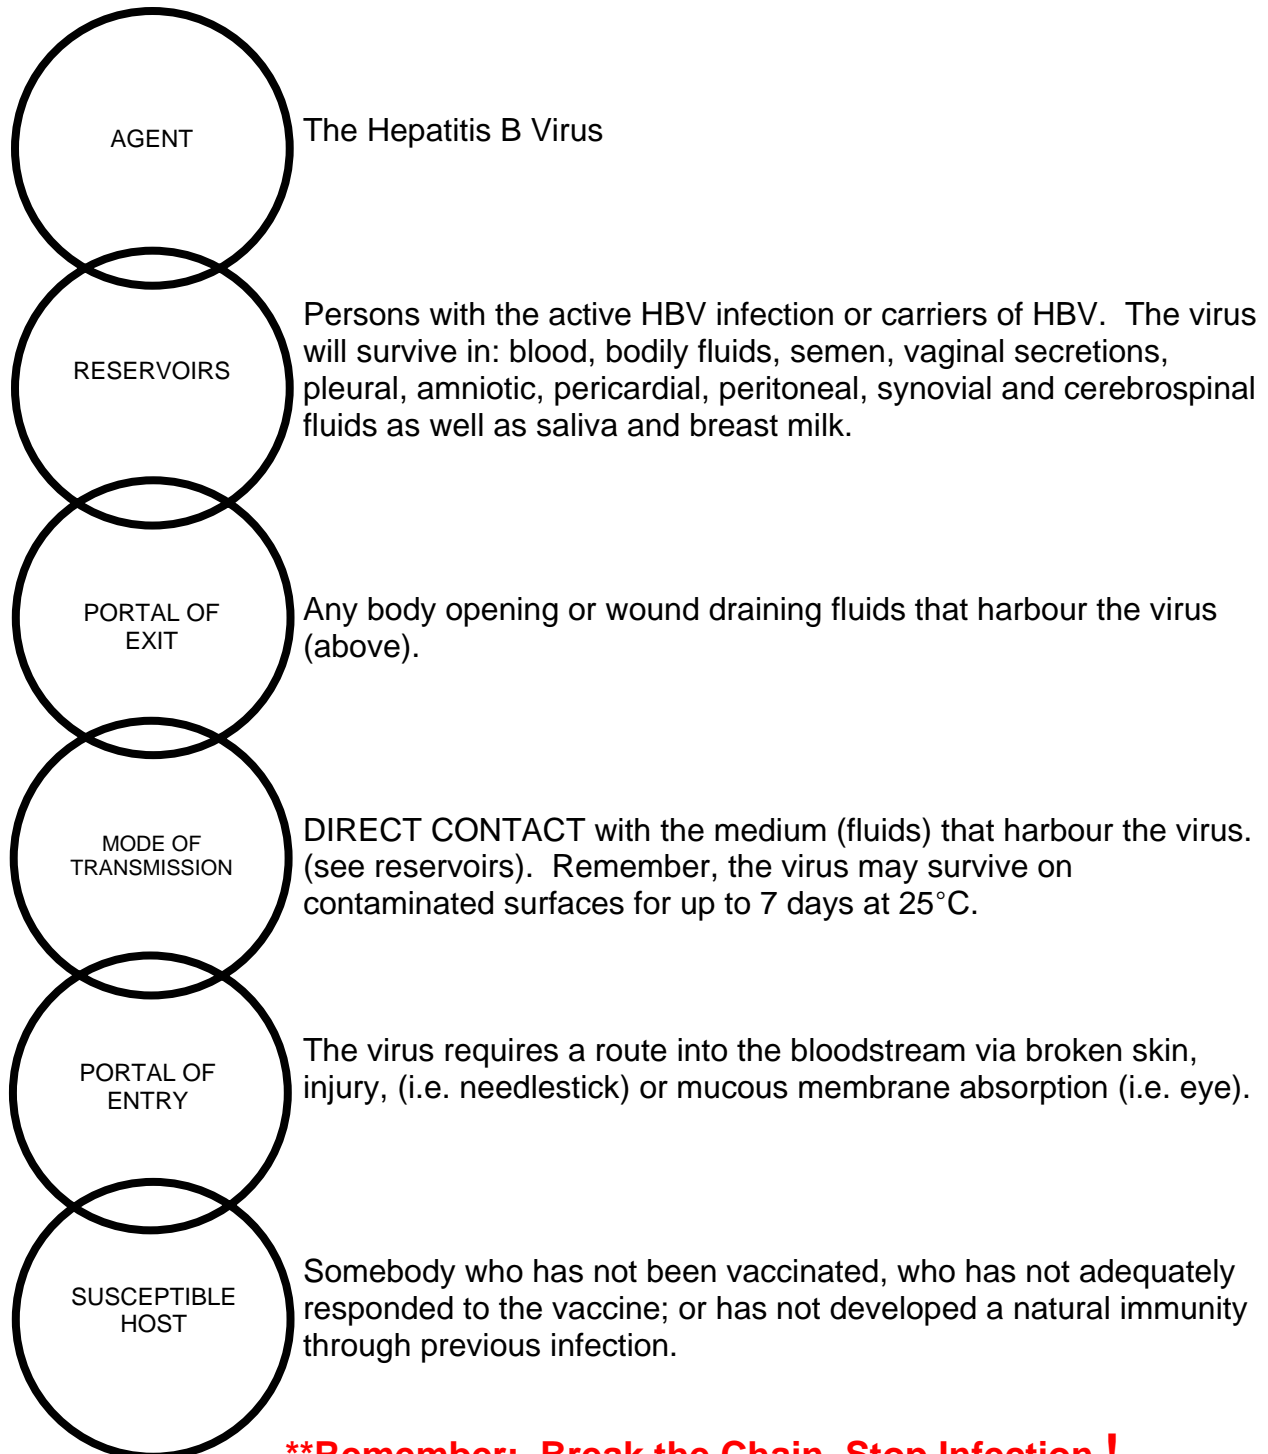 AGENT
The Hepatitis B Virus
RESERVOIRS
Persons with the active HBV infection or carriers of HBV.  The virus
will survive in: blood, bodily fluids, semen, vaginal secretions,
pleural, amniotic, pericardial, peritoneal, synovial and cerebrospinal
fluids as well as saliva and breast milk.
PORTAL OF
EXIT
Any body opening or wound draining fluids that harbour the virus
(above).
MODE OF
TRANSMISSION
DIRECT CONTACT with the medium (fluids) that harbour the virus.
(see reservoirs).  Remember, the virus may survive on
contaminated surfaces for up to 7 days at 25°C.
PORTAL OF
ENTRY
The virus requires a route into the bloodstream via broken skin,
injury, (i.e. needlestick) or mucous membrane absorption (i.e. eye).
SUSCEPTIBLE
HOST
Somebody who has not been vaccinated, who has not adequately
responded to the vaccine; or has not developed a natural immunity
through previous infection.
**Remember:  Break the Chain, Stop Infection !